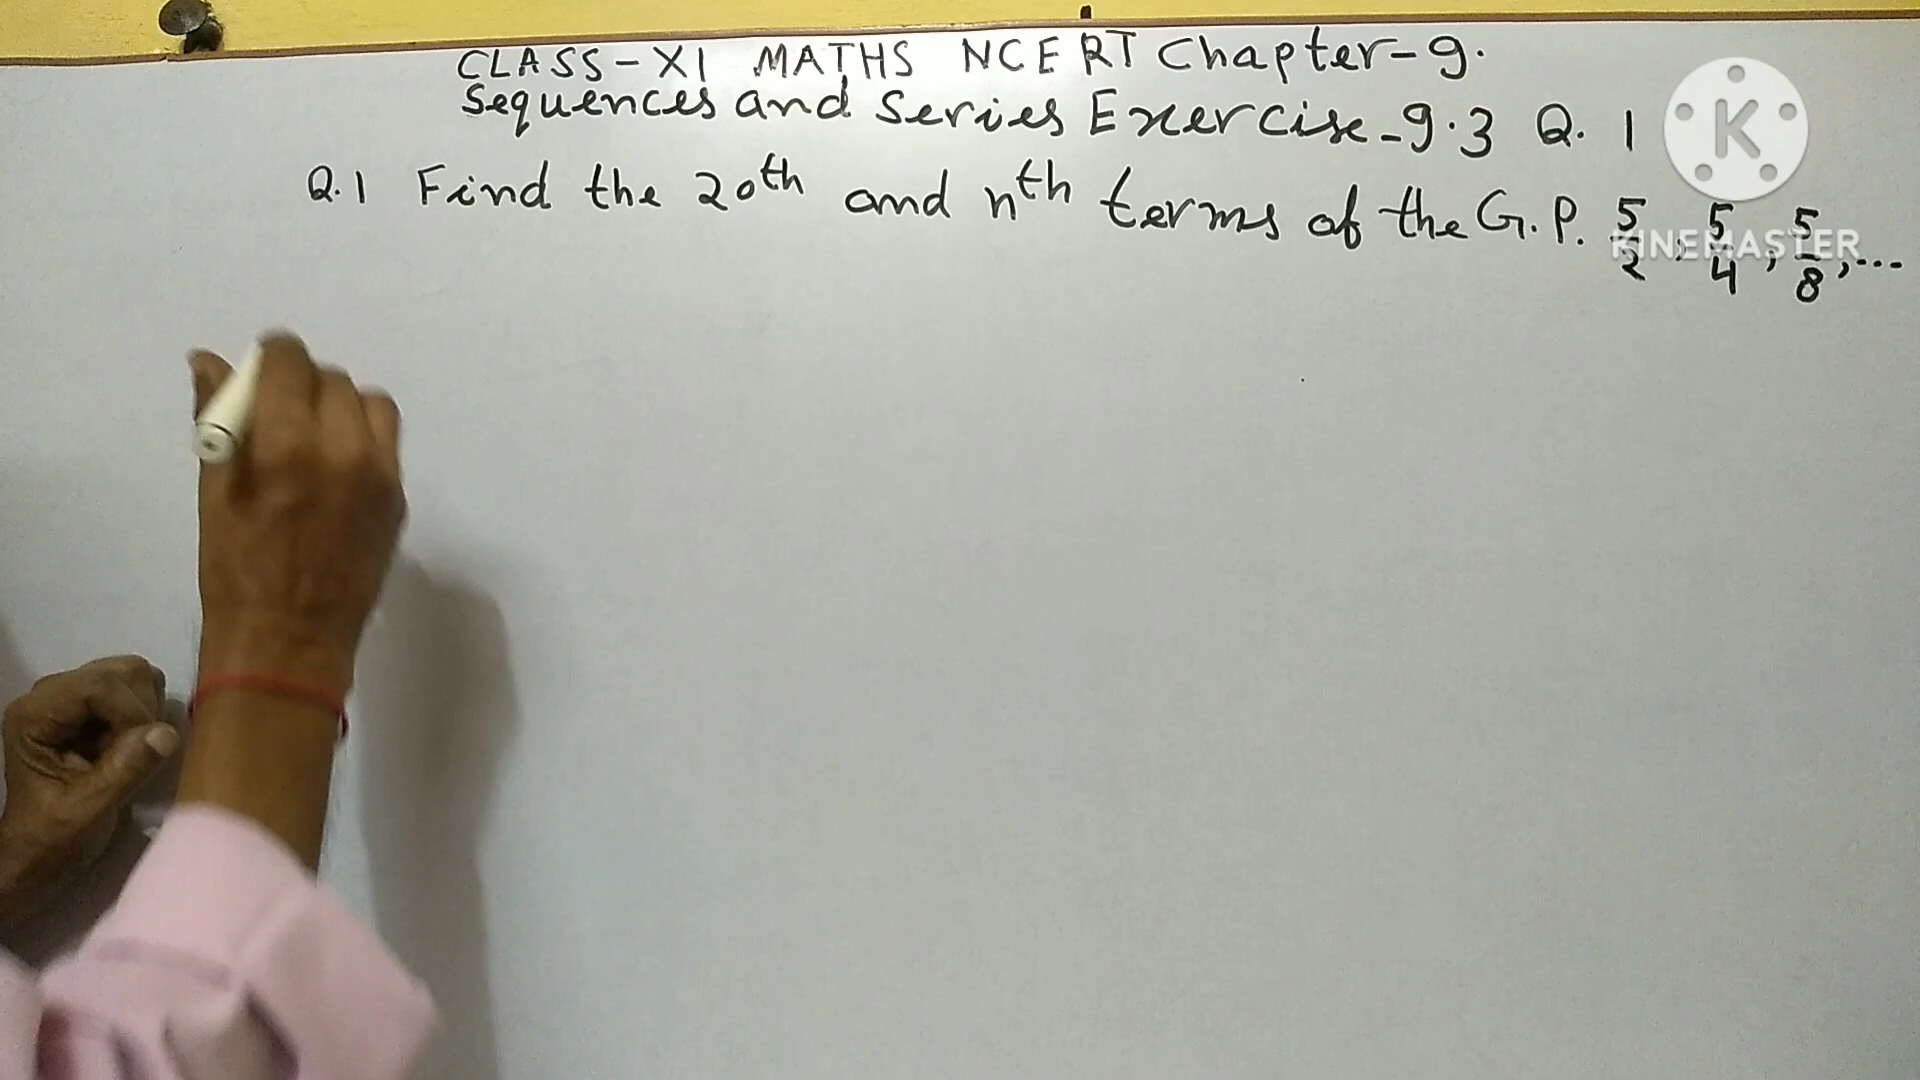 CLASS-XI MATHS NCERT Chapter-9.
Sequences and Series Exercise-9.3 Q. 1
Q.1 Find the 20th and nth terms of the G.P. 5/2, 5/4, 5/8, ...
K
KINEMASTER